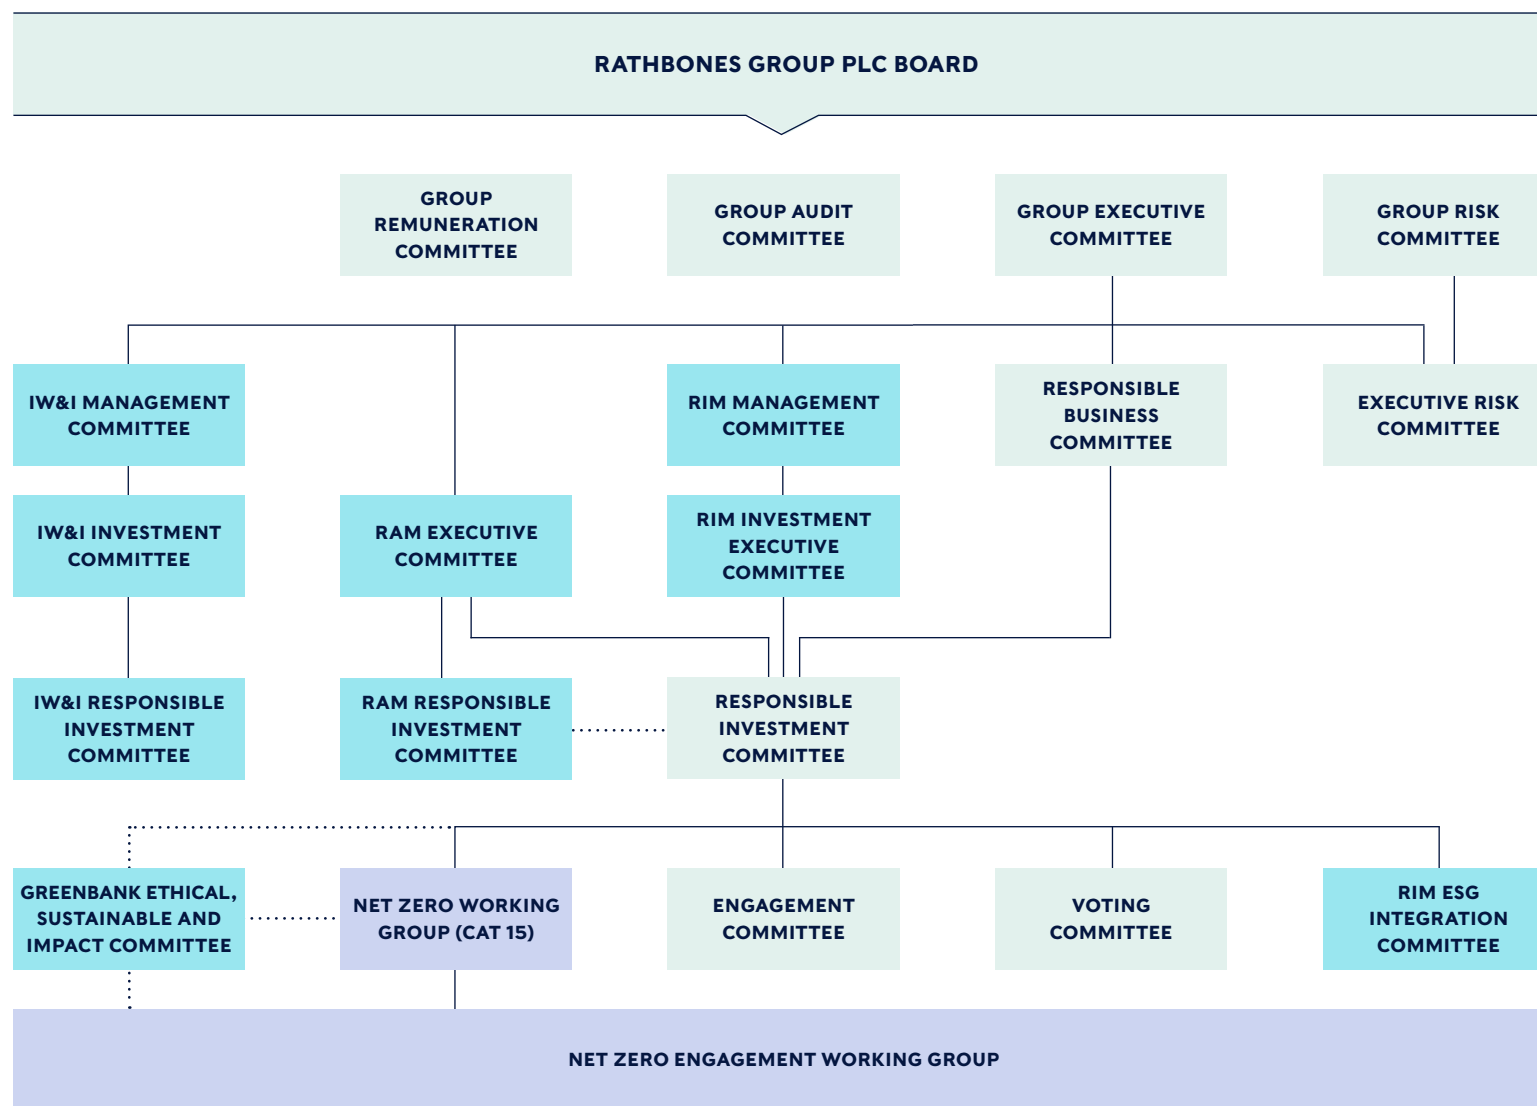 RATHBONES GROUP PLC BOARD
GROUP
REMUNERATION
COMMITTEE
GROUP AUDIT
COMMITTEE
GROUP EXECUTIVE
COMMITTEE
GROUP RISK
COMMITTEE
IW&I MANAGEMENT
COMMITTEE
RIM MANAGEMENT
COMMITTEE
RESPONSIBLE
BUSINESS
COMMITTEE
EXECUTIVE RISK
COMMITTEE
IW&I INVESTMENT
COMMITTEE
RAM EXECUTIVE
COMMITTEE
RIM INVESTMENT
EXECUTIVE
COMMITTEE
IW&I RESPONSIBLE
INVESTMENT
COMMITTEE
RAM RESPONSIBLE
INVESTMENT
COMMITTEE
RESPONSIBLE
INVESTMENT
COMMITTEE
GREENBANK ETHICAL,
SUSTAINABLE AND
IMPACT COMMITTEE
NET ZERO WORKING
GROUP (CAT 15)
ENGAGEMENT
COMMITTEE
VOTING
COMMITTEE
RIM ESG
INTEGRATION
COMMITTEE
NET ZERO ENGAGEMENT WORKING GROUP